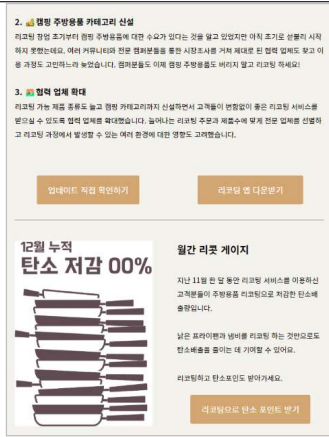 2. 🏕 캠핑 주방용품 카테고리 신설
리코팅 창업 초기부터 캠핑 주방용품에 대한 수요가 있다는 것을 알고 있었지만 아직 초기로 섣불리 시작
하지 못했는데요. 여러 커뮤니티와 전문 캠퍼분들을 통한 시장조사를 거쳐 제대로 된 협력 업체도 찾고 이
용 과정도 고민하느라 늦었습니다. 캠퍼분들도 이제 캠핑 주방용품도 버리지 말고 리코팅 하세요!
3. 협력 업체 확대
리코팅 가능 제품 종류도 늘고 캠핑 카테고리까지 신설하면서 고객들이 변함없이 좋은 리코팅 서비스를
받으실 수 있도록 협력 업체를 확대했습니다. 늘어나는 리코팅 주문과 제품수에 맞게 전문 업체를 선별하
고 리코팅 과정에서 발생할 수 있는 여러 환경에 대한 영향도 고려했습니다.
업데이트 직접 확인하기
리코팅 앱 다운받기
12월 누적
탄소 저감 00%
월간 리콧 게이지
지난 11월 한 달 동안 리코팅 서비스를 이용하신
고객분들이 주방용품 리코팅으로 저감한 탄소배
출량입니다.
낡은 프라이팬과 냄비를 리코팅 하는 것만으로도
탄소배출을 줄이는 데 기여할 수 있어요.
리코팅하고 탄소포인트도 받아가세요.
리코팅으로 탄소 포인트 받기